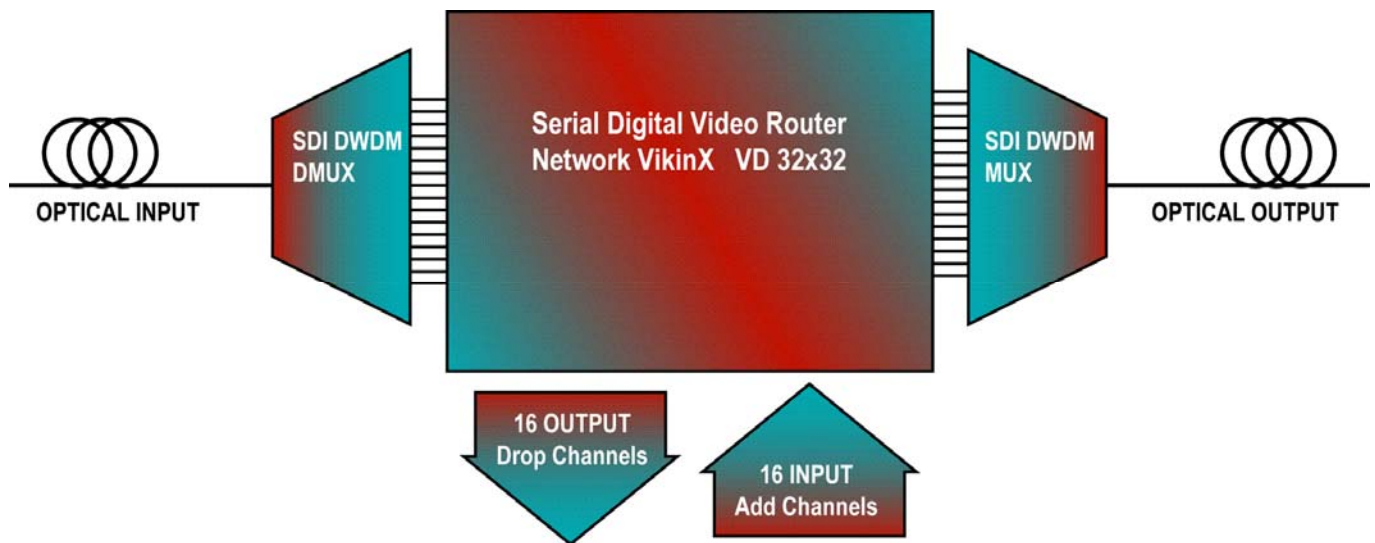 Serial Digital Video Router
Network VikinX VD 32x32
SDI DWDM
DMUX
SDI DWDM
MUX
OPTICAL INPUT
OPTICAL OUTPUT
16 OUTPUT
Drop Channels
16 INPUT
Add Channels